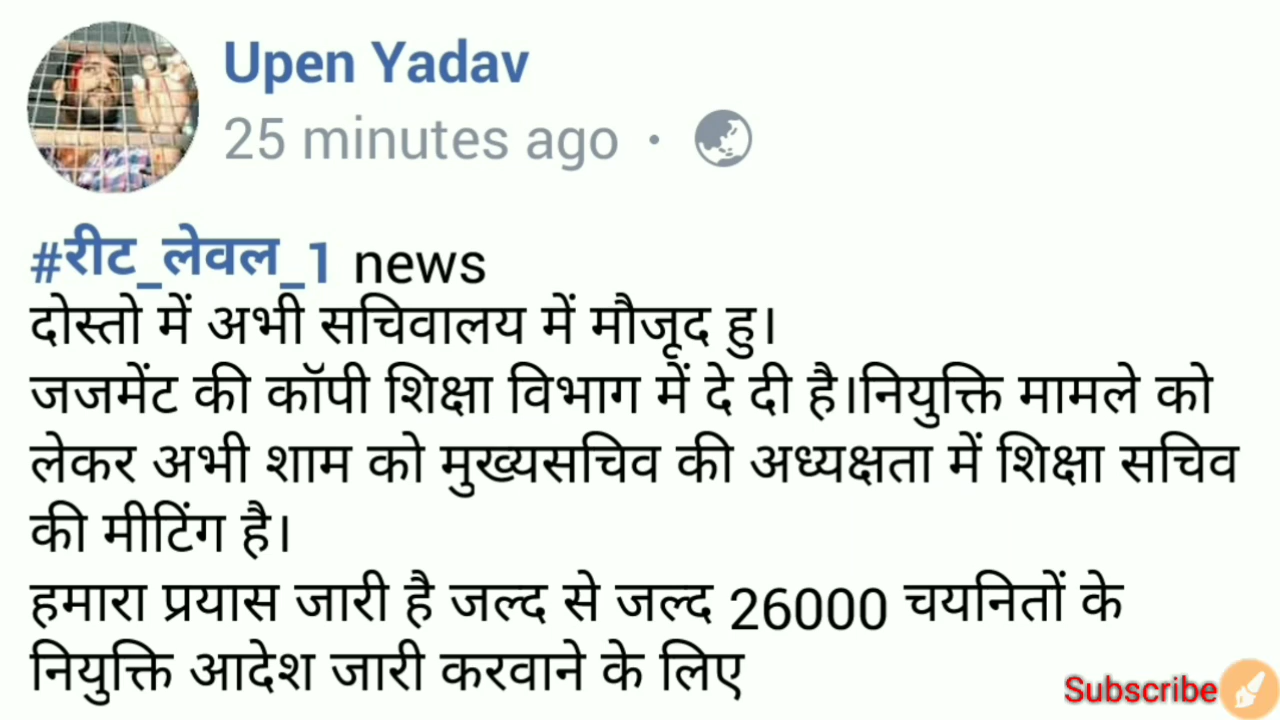 Upen Yadav
25 minutes ago ·
#रीट_लेवल_1 news
दोस्तो में अभी सचिवालय में मौजूद हु।
जजमेंट की कॉपी शिक्षा विभाग में दे दी है।नियुक्ति मामले को
लेकर अभी शाम को मुख्यसचिव की अध्यक्षता में शिक्षा सचिव
की मीटिंग है।
हमारा प्रयास जारी है जल्द से जल्द 26000 चयनितों के
नियुक्ति आदेश जारी करवाने के लिए
Subscribe